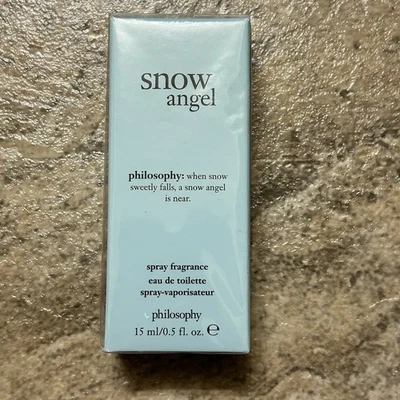 snow
angel
philosophy: when snow
sweetly falls, a snow angel
is near.
spray fragrance
eau de toilette
spray-vaporisateur
philosophy
15 ml/0.5 fl. oz. ℮